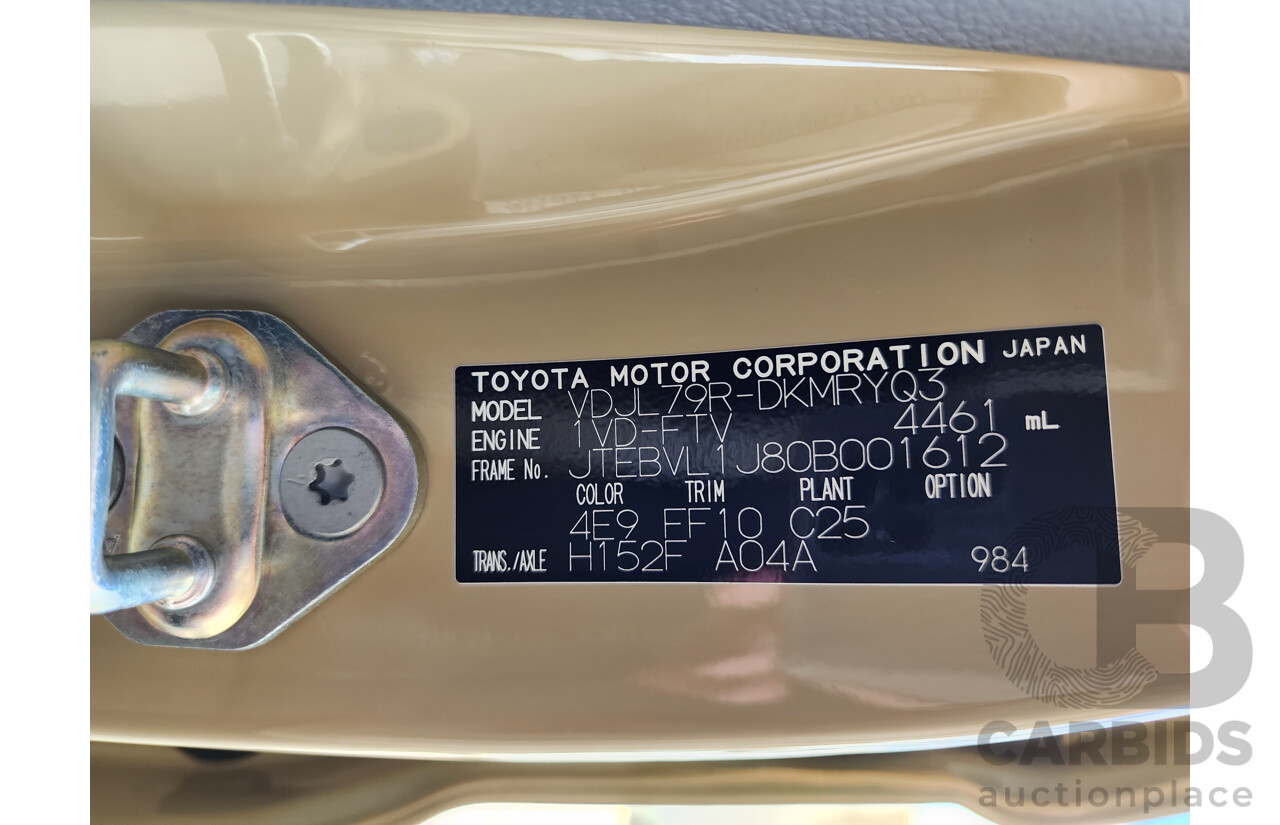 TOYOTA MOTOR CORPORATION JAPAN
MODEL VDJL79R-DKMRYQ3
ENGINE 1VD-FTV 4461 mL
FRAME No. JTEBVL1J80B001612
COLOR TRIM PLANT OPTION
4E9 FF10 C25
TRANS./AXLE H152F A04A 984
CB
CARBIDS
auctionplace